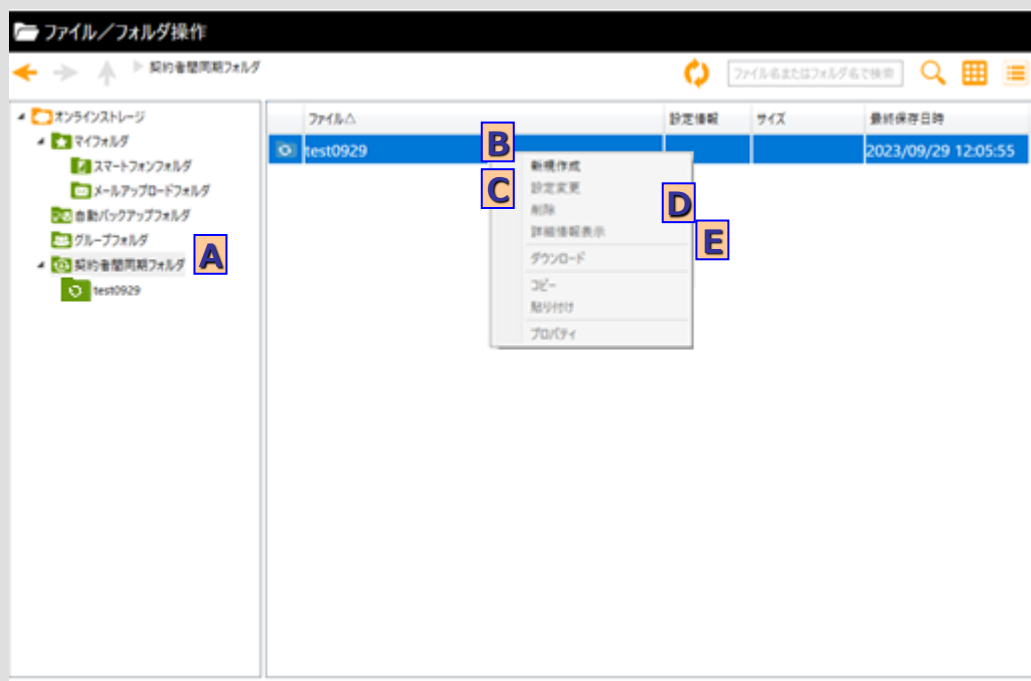 ファイル／フォルダ操作
契約者間同期フォルダ
ファイル名またはフォルダ名で検索
オンラインストレージ
マイフォルダ
スマートフォンフォルダ
メールアップロードフォルダ
自動バックアップフォルダ
グループフォルダ
契約者間同期フォルダ A
test0929
ファイル△ 設定情報 サイズ 最終保存日時
test0929 2023/09/29 12:05:55
B 新規作成
C 設定変更
削除 D
詳細情報表示 E
ダウンロード
コピー
貼り付け
プロパティ